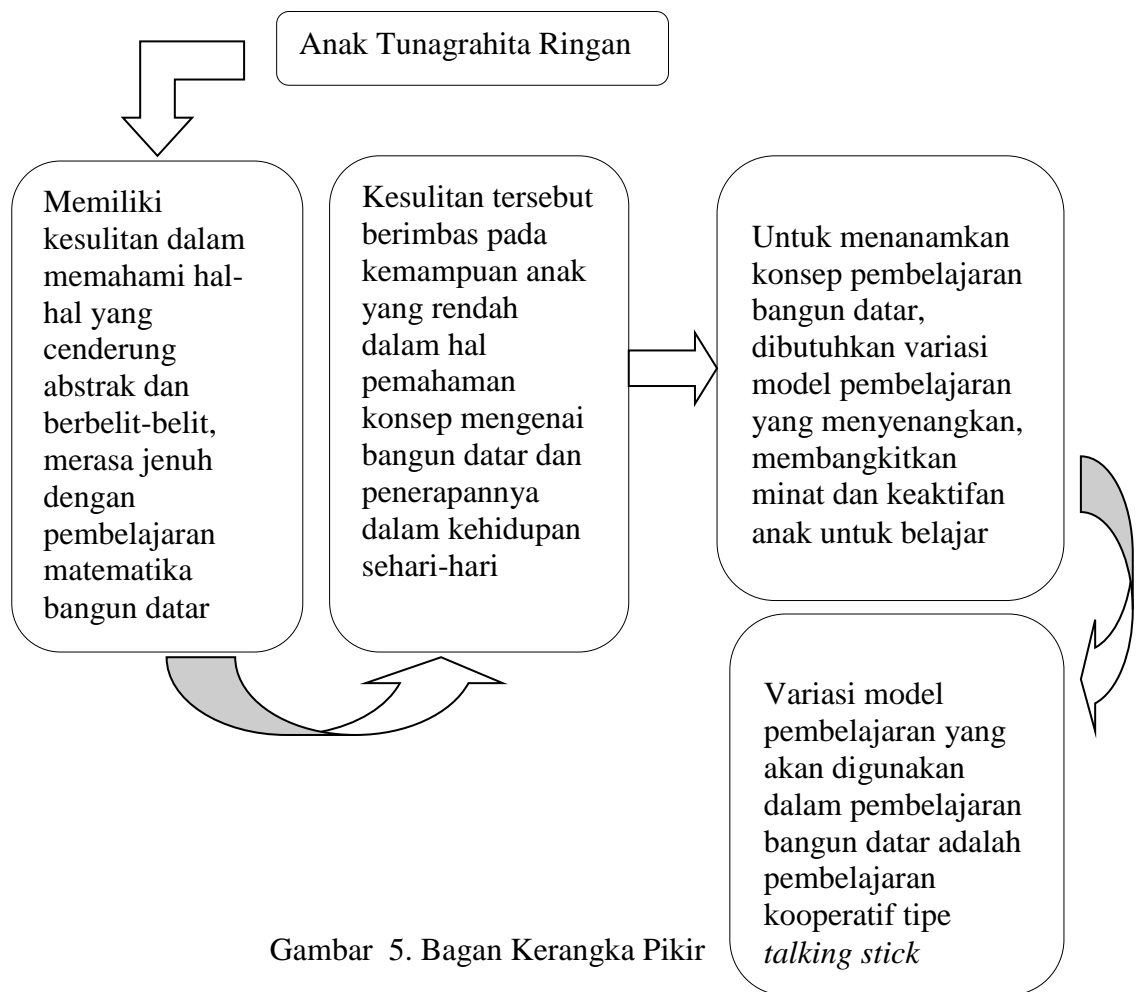 Anak Tunagrahita Ringan
Memiliki
kesulitan dalam
memahami hal-
hal yang
cenderung
abstrak dan
berbelit-belit,
merasa jenuh
dengan
pembelajaran
matematika
bangun datar
Kesulitan tersebut
berimbas pada
kemampuan anak
yang rendah
dalam hal
pemahaman
konsep mengenai
bangun datar dan
penerapannya
dalam kehidupan
sehari-hari
Untuk menanamkan
konsep pembelajaran
bangun datar,
dibutuhkan variasi
model pembelajaran
yang menyenangkan,
membangkitkan
minat dan keaktifan
anak untuk belajar
Variasi model
pembelajaran yang
akan digunakan
dalam pembelajaran
bangun datar adalah
pembelajaran
kooperatif tipe
talking stick
Gambar 5. Bagan Kerangka Pikir